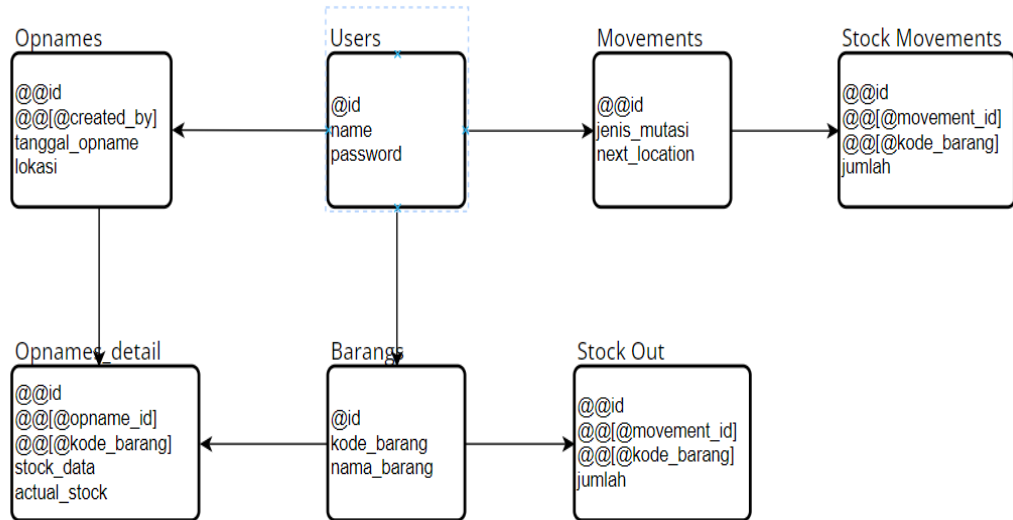 Opnames
@@id
@@[@created_by]
tanggal_opname
lokasi
Users
@id
name
password
Movements
@@id
jenis_mutasi
next_location
Stock Movements
@@id
@@[@movement_id]
@@[@kode_barang]
jumlah
Opnames_detail
@@id
@@[@opname_id]
@@[@kode_barang]
stock_data
actual_stock
Barangs
@id
kode_barang
nama_barang
Stock Out
@@id
@@[@movement_id]
@@[@kode_barang]
jumlah